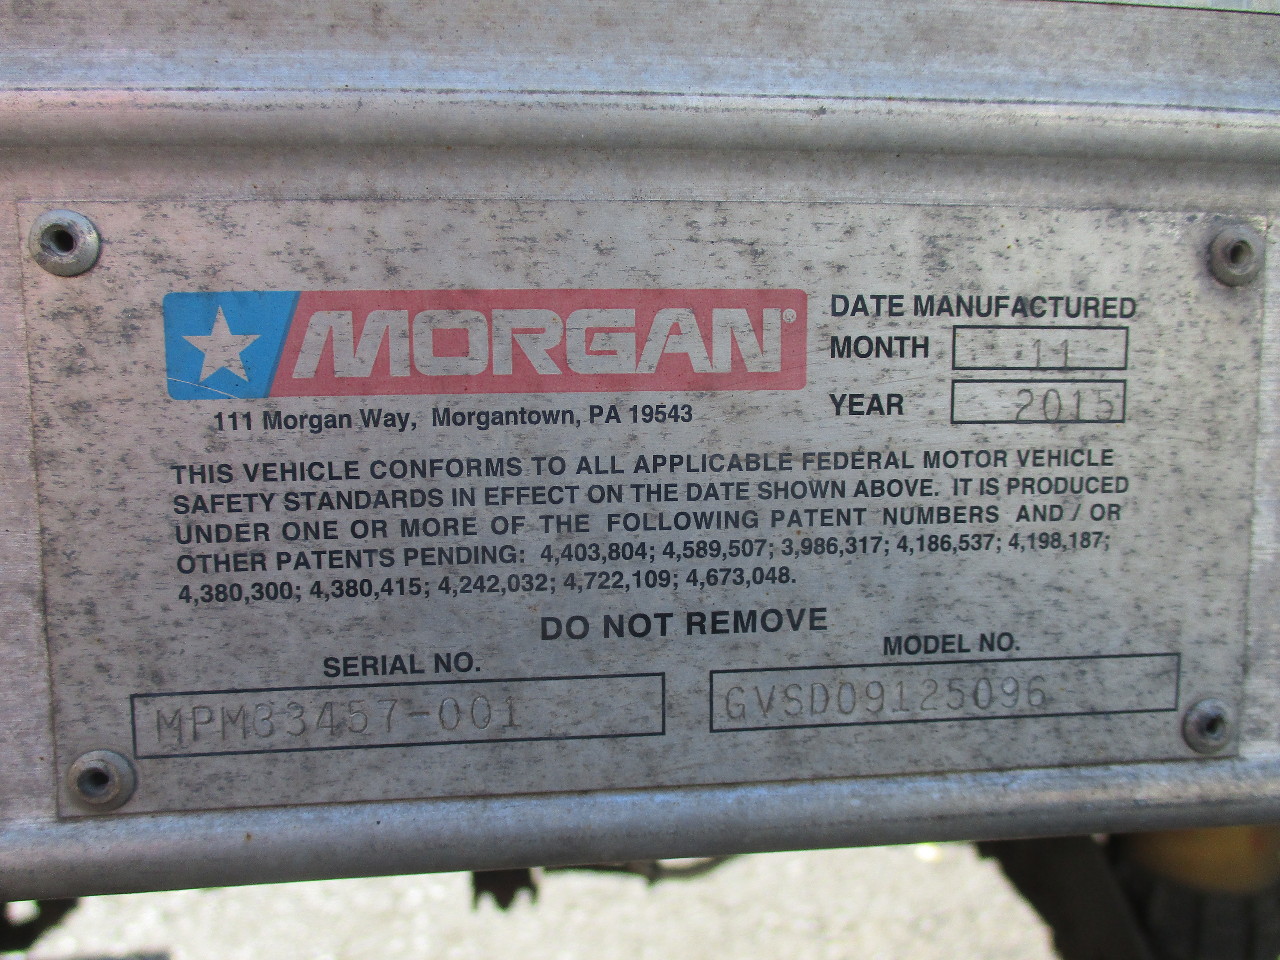 MORGAN®
111 Morgan Way, Morgantown, PA 19543
DATE MANUFACTURED
MONTH 11
YEAR 2015
THIS VEHICLE CONFORMS TO ALL APPLICABLE FEDERAL MOTOR VEHICLE
SAFETY STANDARDS IN EFFECT ON THE DATE SHOWN ABOVE. IT IS PRODUCED
UNDER ONE OR MORE OF THE FOLLOWING PATENT NUMBERS AND / OR
OTHER PATENTS PENDING: 4,403,804; 4,589,507; 3,986,317; 4,186,537; 4,198,187;
4,380,300; 4,380,415; 4,242,032; 4,722,109; 4,673,048.
DO NOT REMOVE
SERIAL NO.
MPM33457-001
MODEL NO.
GVSD09125096